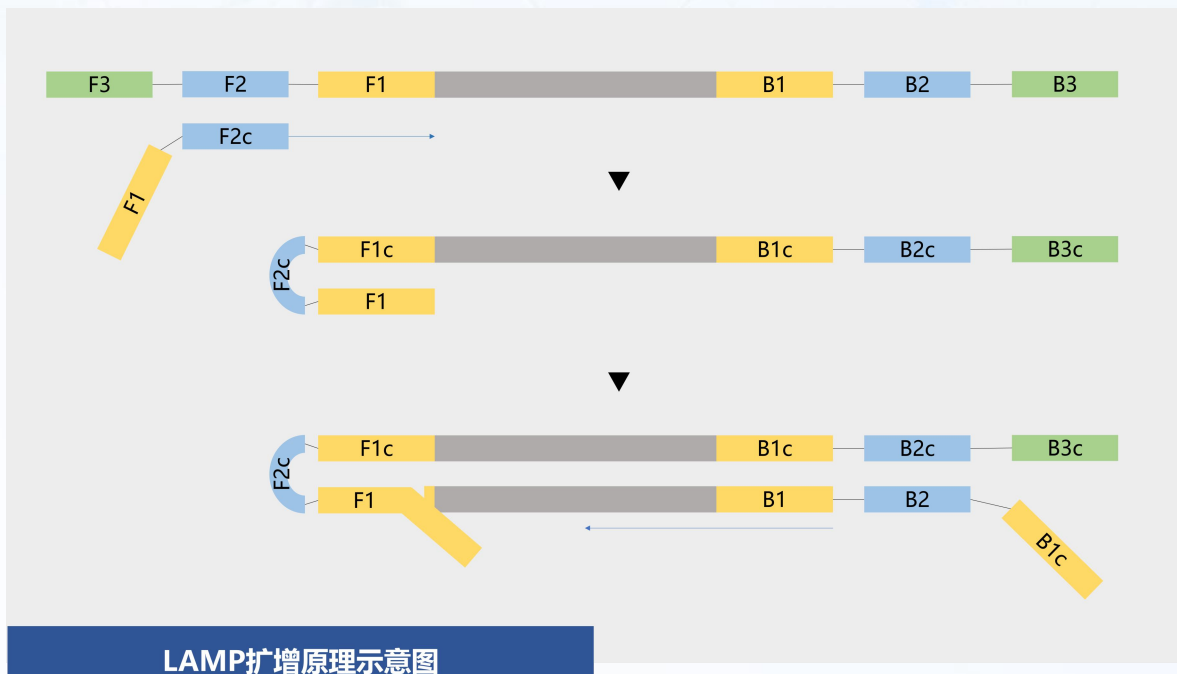 F3 F2 F1 B1 B2 B3
F2c
F1
F1c B1c B2c B3c
F2c
F1
F1c B1c B2c B3c
F2c
F1 B1 B2
B1c
LAMP扩增原理示意图